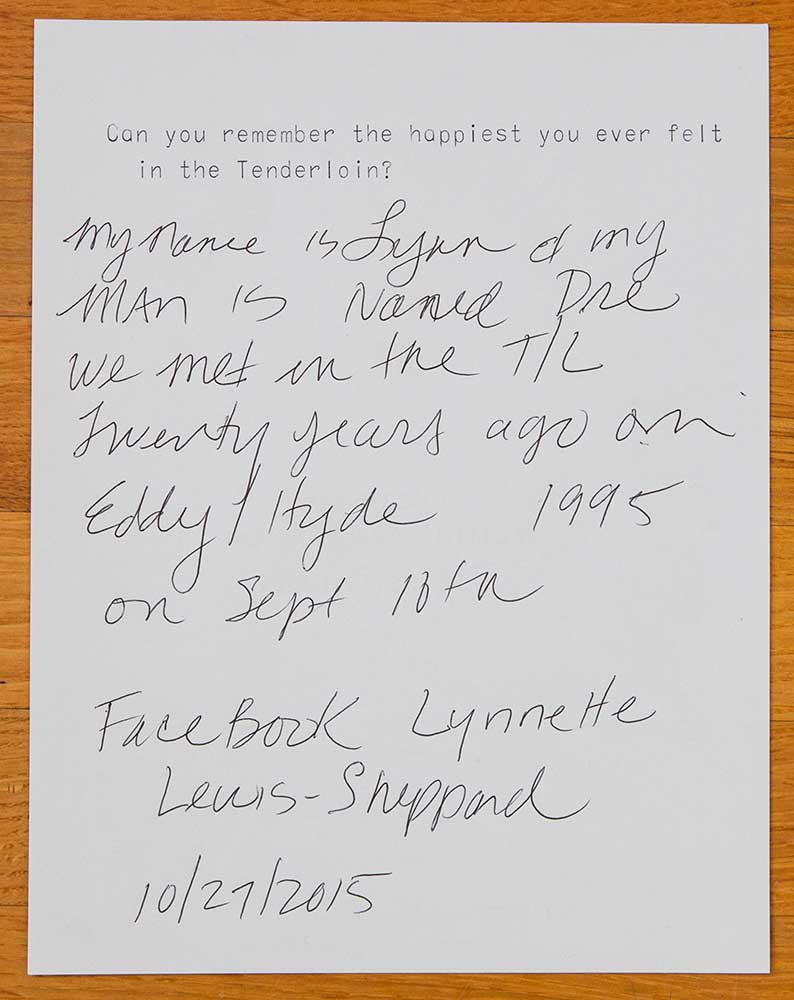 Can you remember the happiest you ever felt
in the Tenderloin?
My name is Lynn & my
MAn is Named Dre
we met in the T/L
twenty years ago on
Eddy/Hyde 1995
on Sept 18th
FaceBook Lynnette
Lewis-Sheppard
10/27/2015